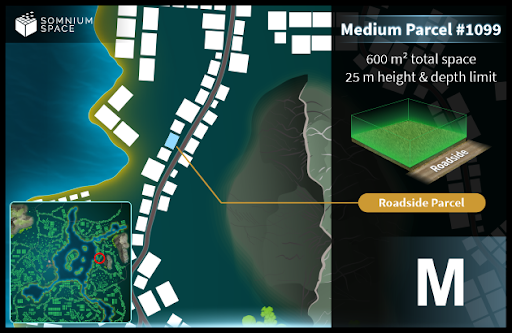 SOMNIUM
SPACE
Medium Parcel #1099
600 m² total space
25 m height & depth limit
Roadside
Roadside Parcel
M